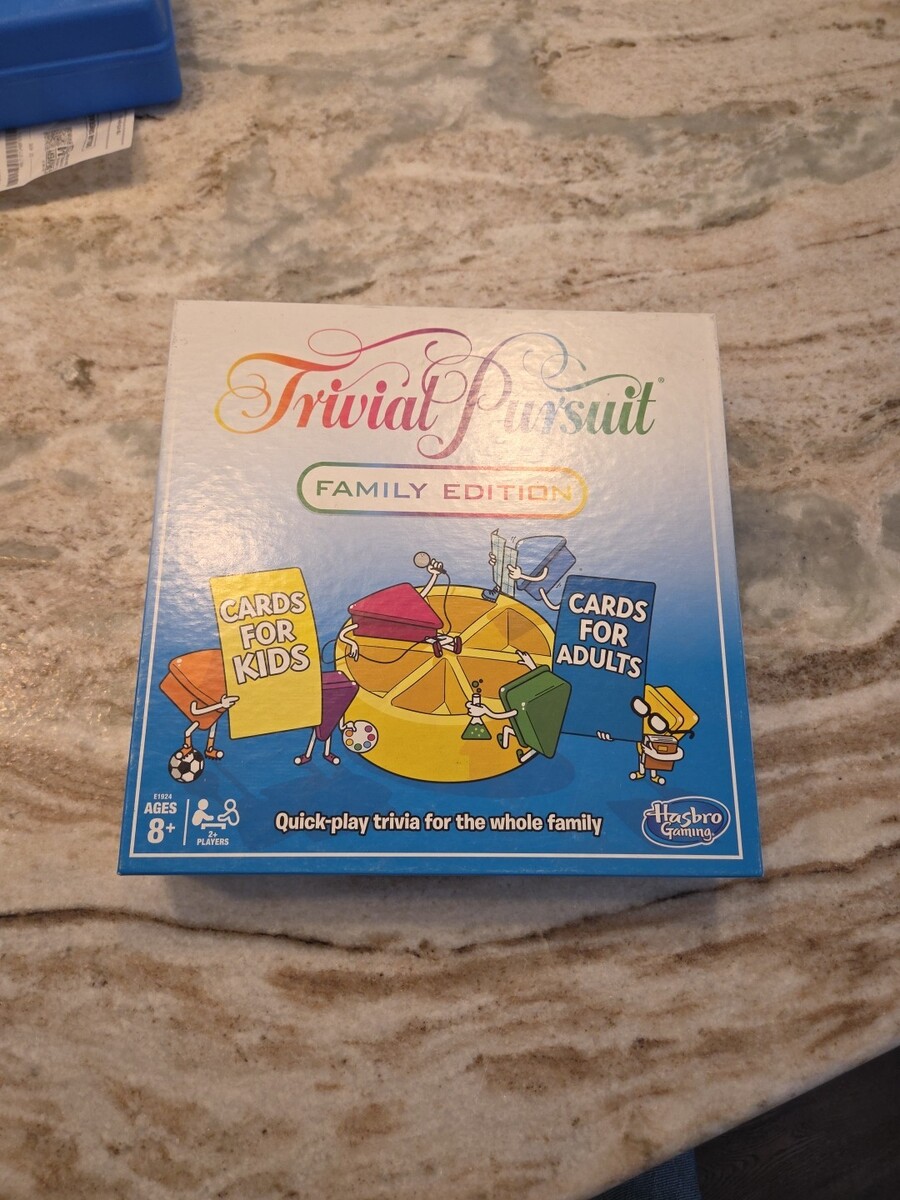 Trivial Pursuit®
FAMILY EDITION
CARDS
FOR
KIDS
CARDS
FOR
ADULTS
E1924
AGES
8+
2+
PLAYERS
Quick-play trivia for the whole family
Hasbro
Gaming